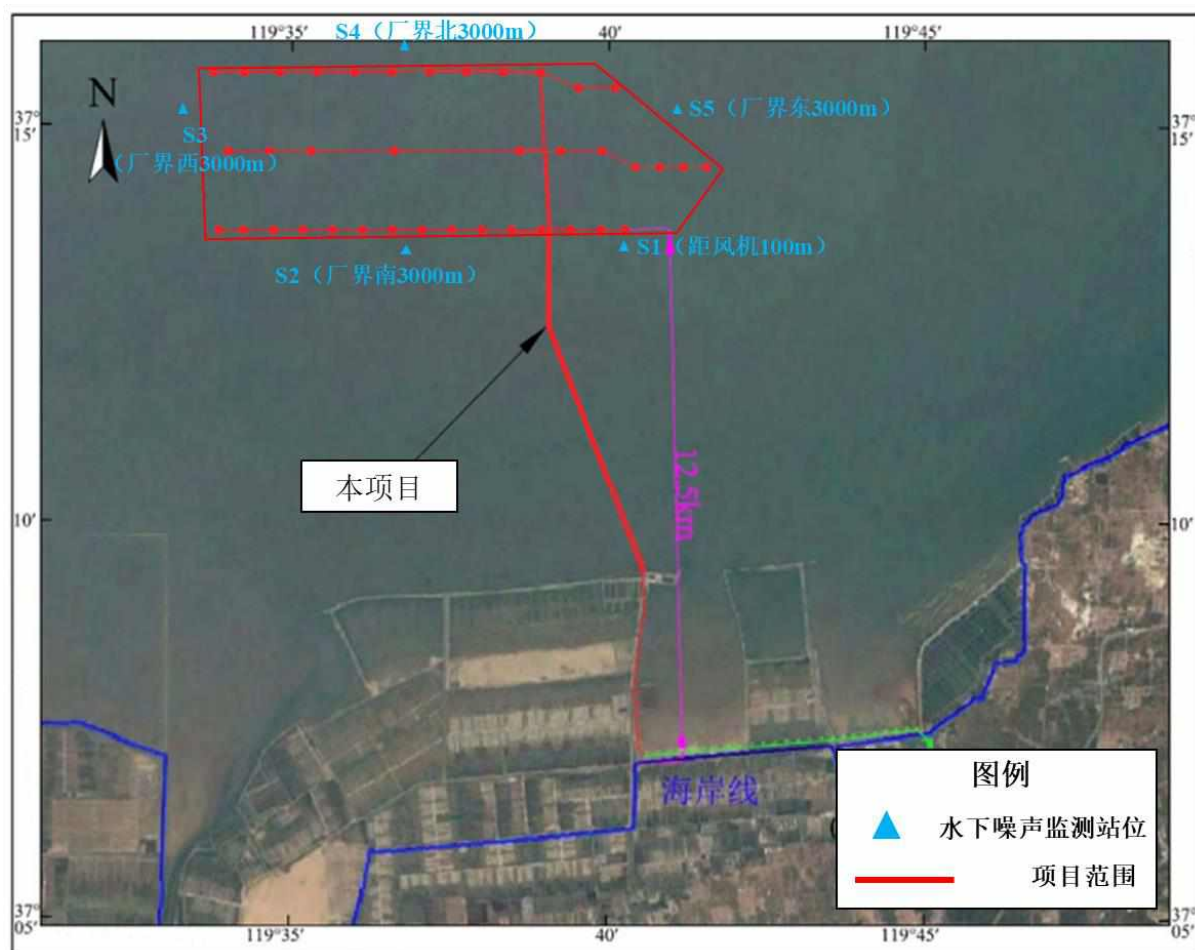 119°35′
S4（厂界北3000m）
40′
119°45′
N
37°
15′
37°
15′
S3
（厂界西3000m）
S5（厂界东3000m）
S1（距风机100m）
S2（厂界南3000m）
本项目
12.5km
10′
10′
海岸线
图例
水下噪声监测站位
项目范围
37°
05′
37°
05′
119°35′
40′
119°45′